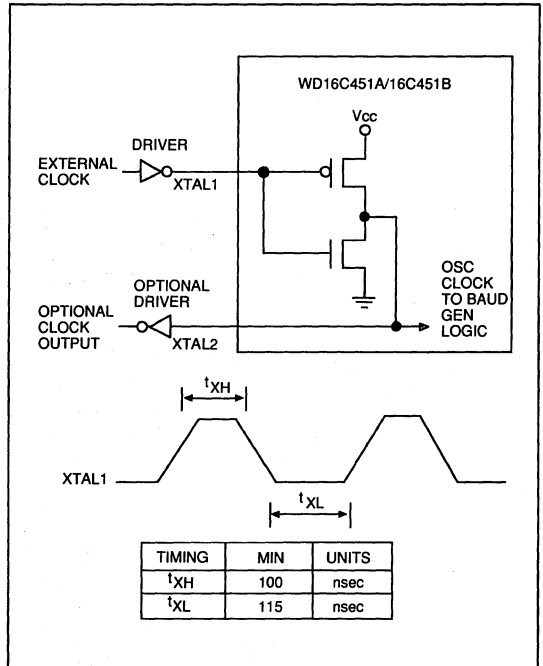 WD16C451A/16C451B
Vcc
DRIVER
EXTERNAL
CLOCK
XTAL1
OPTIONAL
DRIVER
OPTIONAL
CLOCK
OUTPUT
XTAL2
OSC
CLOCK
TO BAUD
GEN
LOGIC
tXH
XTAL1
tXL
TIMING MIN UNITS
tXH 100 nsec
tXL 115 nsec